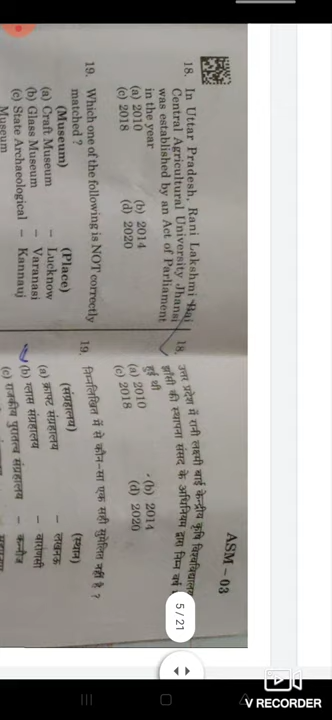 ASM – 03
18. In Uttar Pradesh, Rani Lakshmi Bai
Central Agricultural University Jhansi
was established by an Act of Parliament
in the year
(a) 2010 (b) 2014
(c) 2018 (d) 2020
19. Which one of the following is NOT correctly
matched ?
(Museum) (Place)
(a) Craft Museum – Lucknow
(b) Glass Museum – Varanasi
(c) State Archaeological – Kannauj
Museum
18. उत्तर प्रदेश में रानी लक्ष्मी बाई केन्द्रीय कृषि विश्वविद्यालय
झाँसी की स्थापना संसद के अधिनियम द्वारा निम्न वर्ष
हुई थी
(a) 2010 (b) 2014
(c) 2018 (d) 2020
19. निम्नलिखित में से कौन-सा एक सही सुमेलित नहीं है ?
(संग्रहालय) (स्थान)
(a) क्राफ्ट संग्रहालय – लखनऊ
(b) ग्लास संग्रहालय – वाराणसी
(c) राजकीय पुरातत्व संग्रहालय – कन्नौज
5/21
V RECORDER